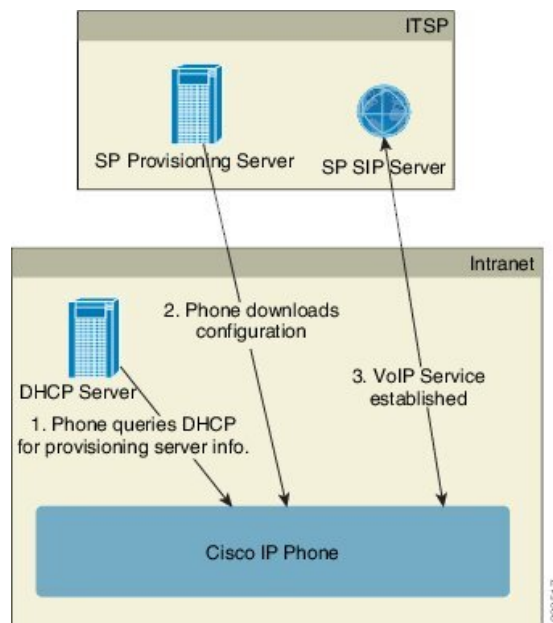 ITSP
SP Provisioning Server
SP SIP Server
Intranet
2. Phone downloads
configuration
DHCP Server
3. VoIP Service
established
1. Phone queries DHCP
for provisioning server info.
Cisco IP Phone